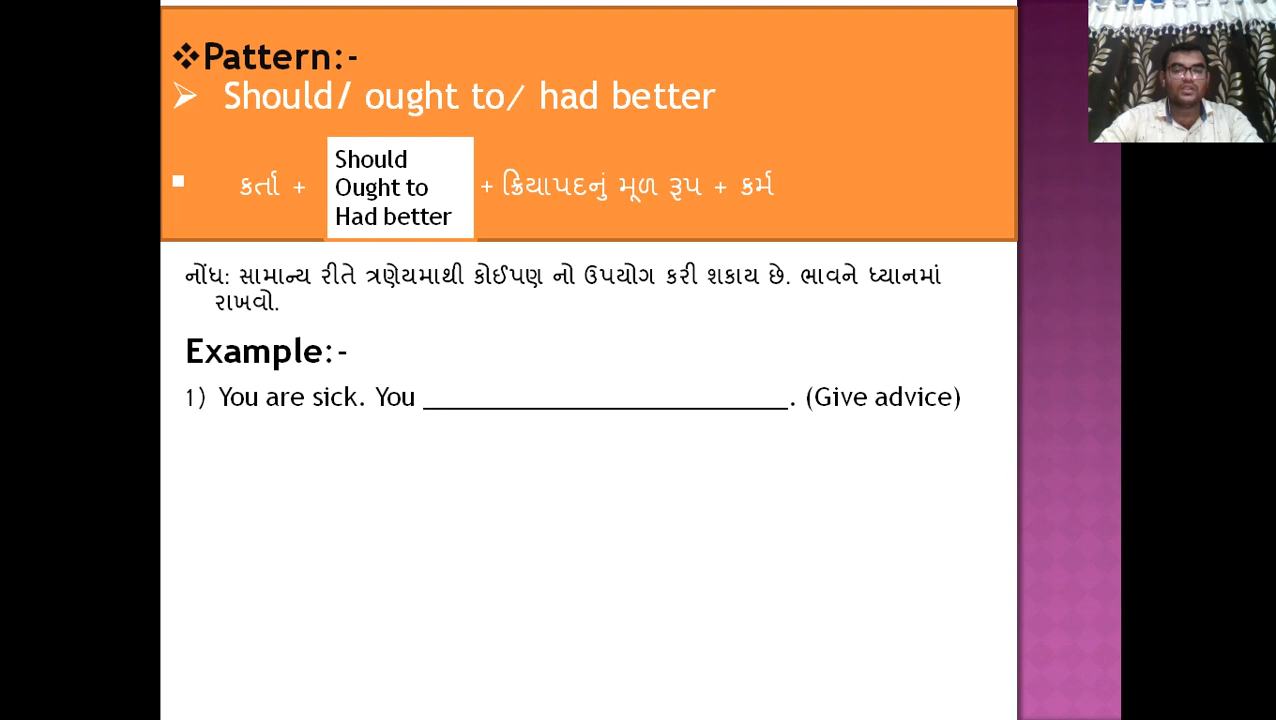 ❖Pattern:-
➢ Should/ ought to/ had better
Should
▪ કર્તા + Ought to + ક્રિયાપદનું મૂળ રૂપ + કર્મ
Had better
નોંધ: સામાન્ય રીતે ત્રણેયમાથી કોઈપણ નો ઉપયોગ કરી શકાય છે. ભાવને ધ્યાનમાં
રાખવો.
Example:-
1) You are sick. You ____________________________. (Give advice)